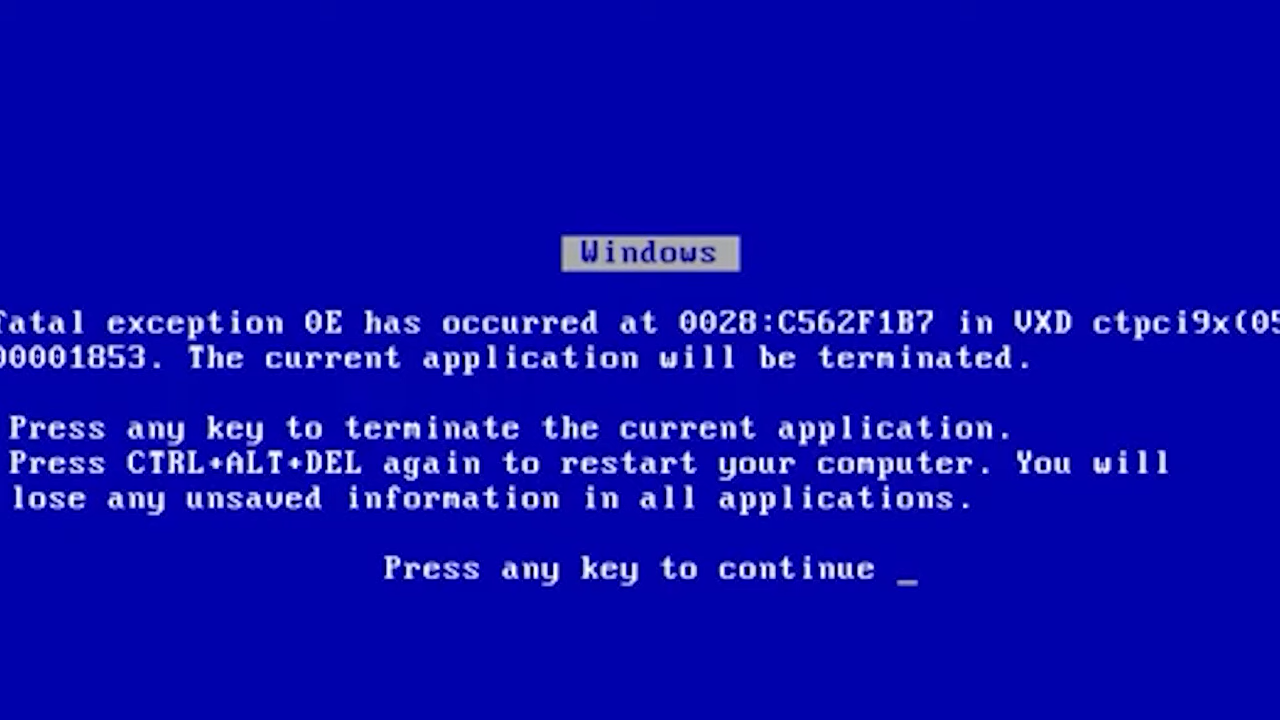 Windows
fatal exception 0E has occurred at 0028:C562F1B7 in VXD ctpci9x(05
00001853. The current application will be terminated.
Press any key to terminate the current application.
Press CTRL+ALT+DEL again to restart your computer. You will
lose any unsaved information in all applications.
Press any key to continue _